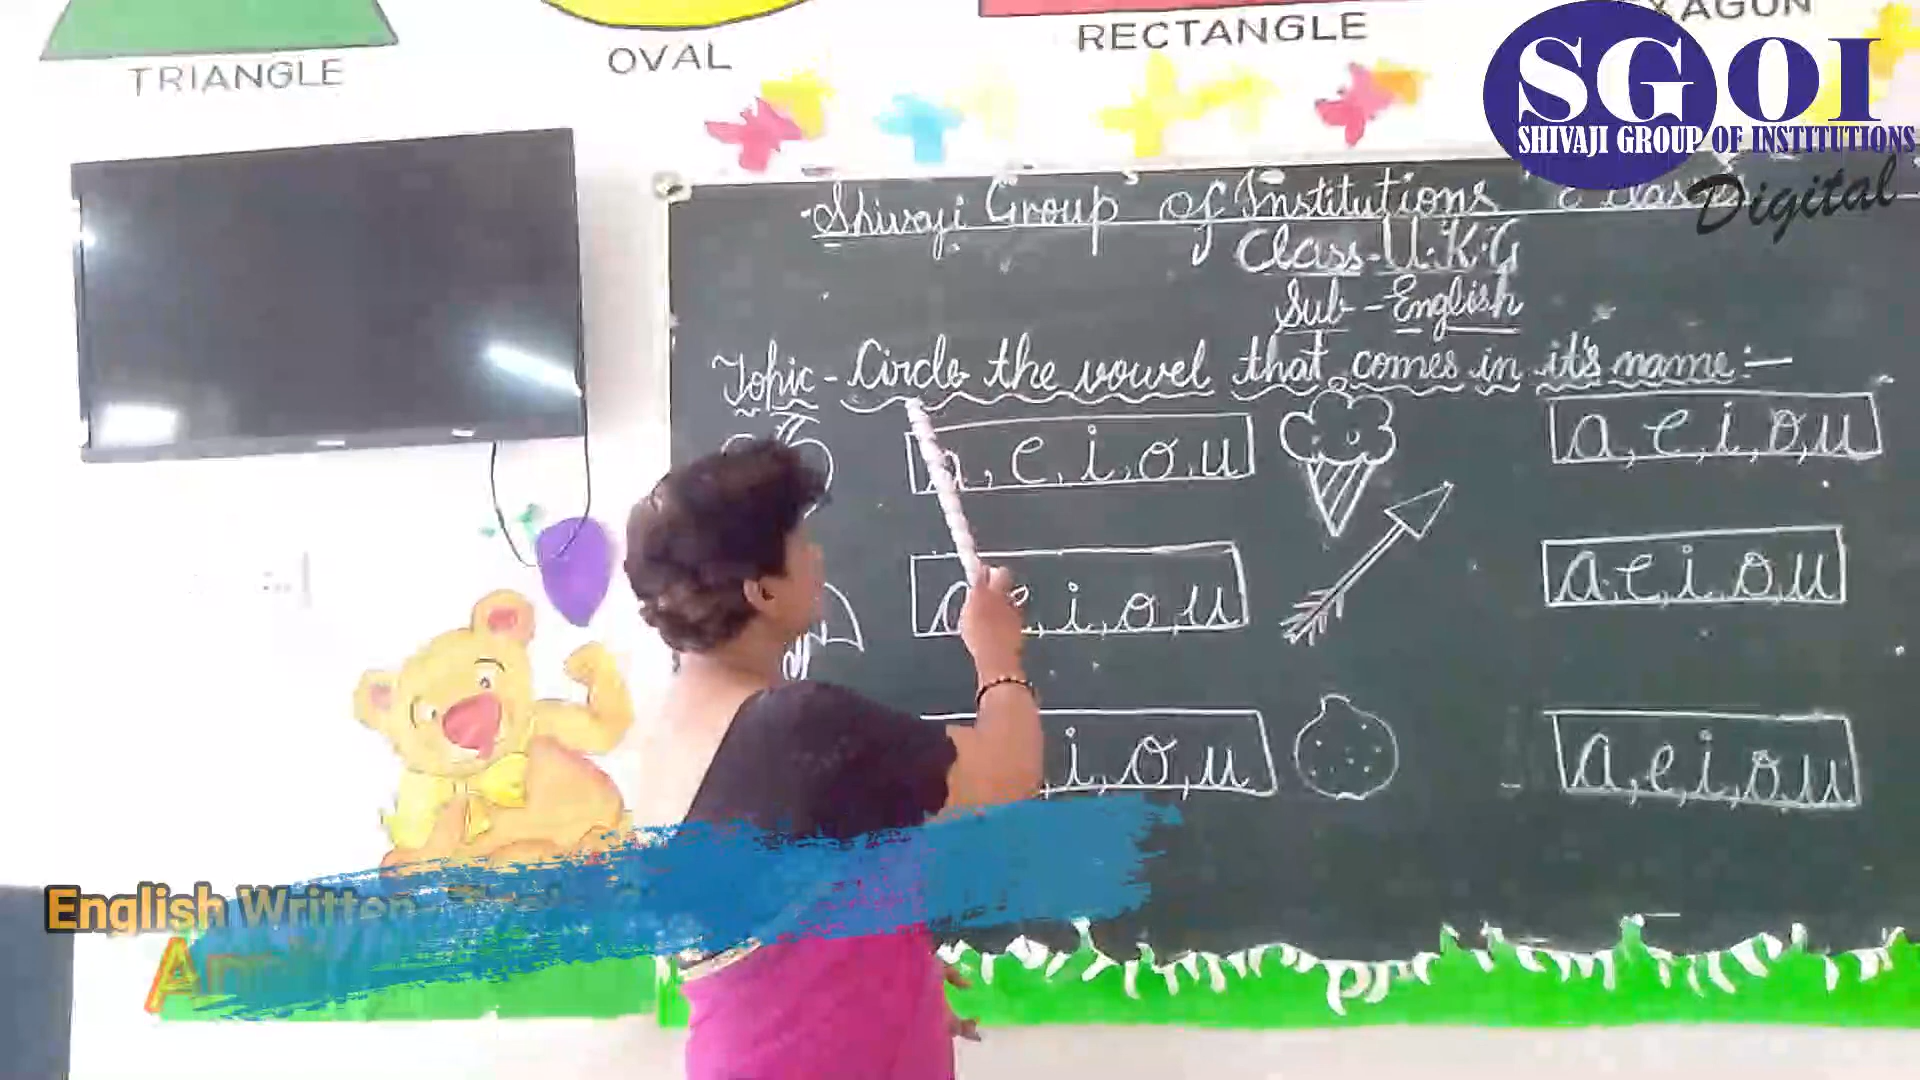 TRIANGLE
OVAL
RECTANGLE
XAGON
SGOI
SHIVAJI GROUP OF INSTITUTIONS
Digital
Shivaji Group of Institutions
Class-U.K.G
Sub-English
Topic-Circle the vowel that comes in it's name:-
a, e, i, o, u
a, e, i, o, u
e, i, o, u
a, e, i, o, u
i, o, u
a, e, i, o, u
English Written